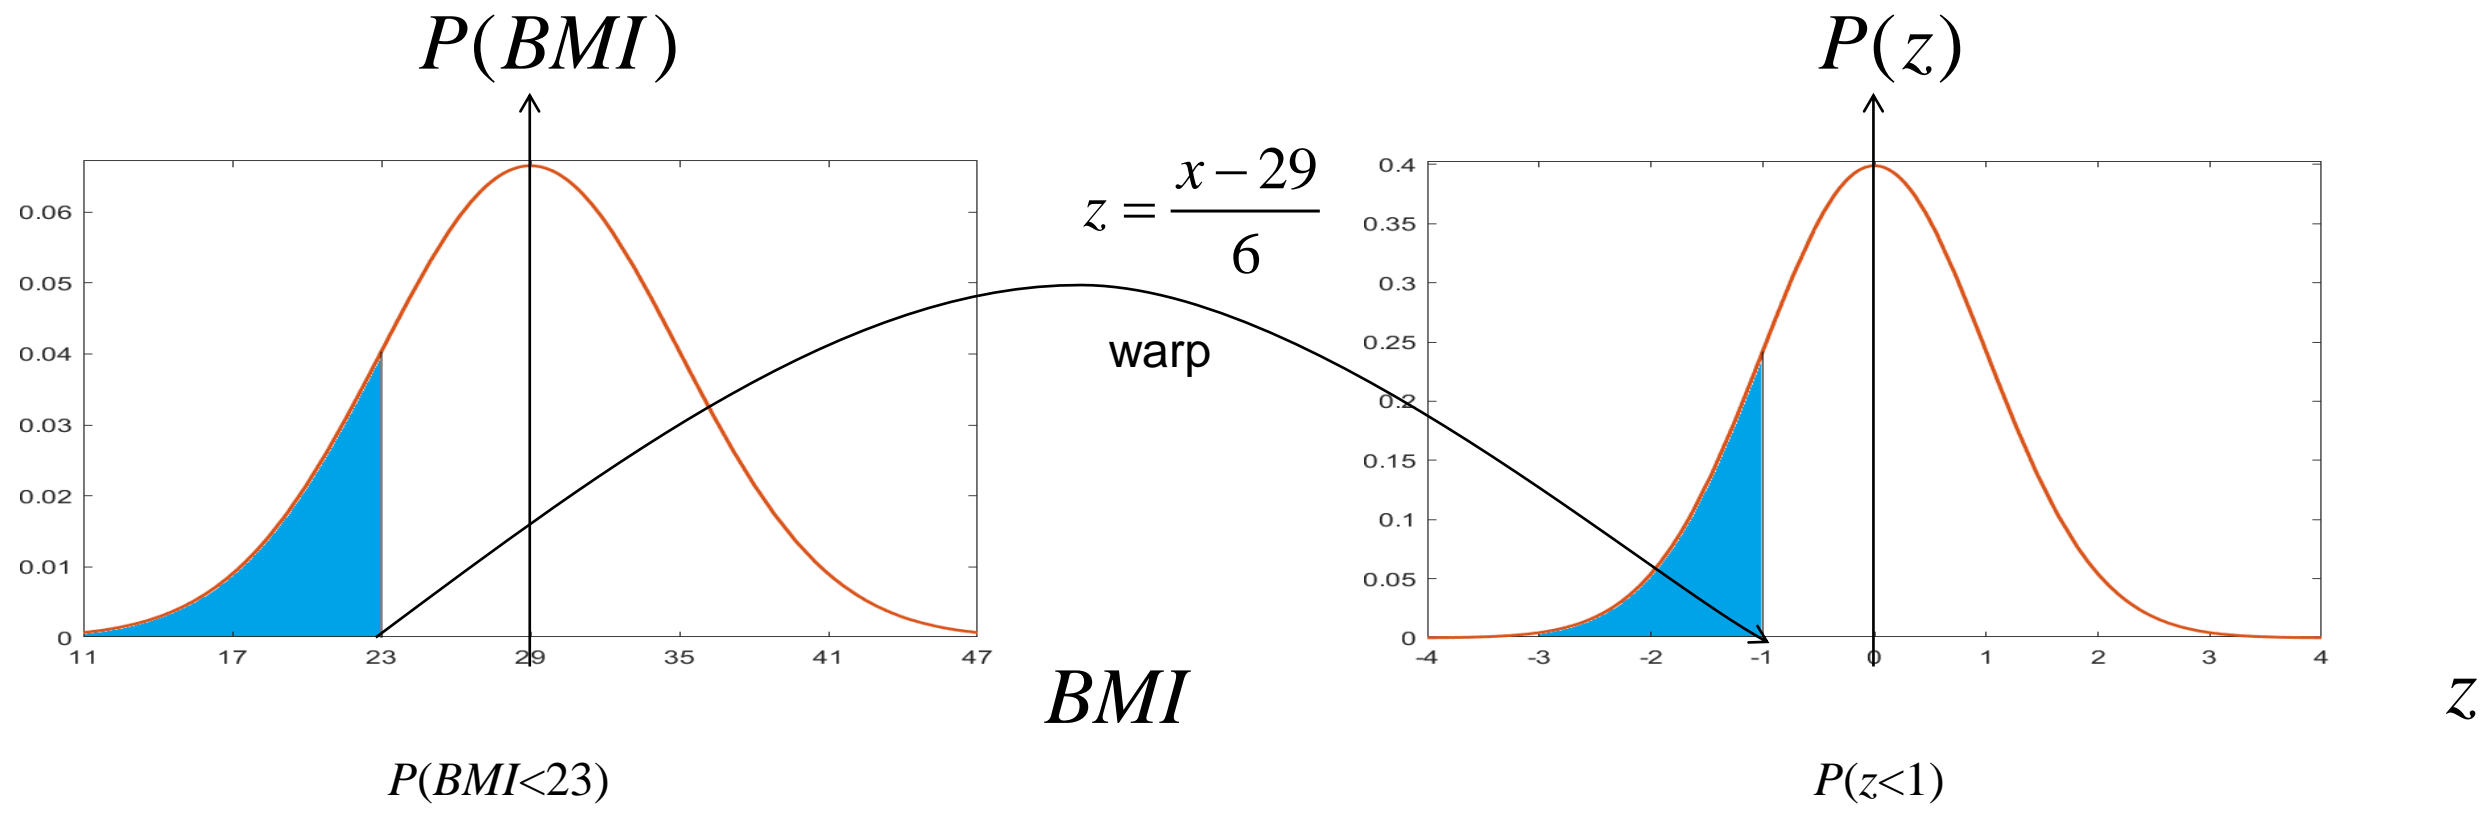 P(BMI)
P(z)
z = (x − 29) / 6
warp
0.06
0.05
0.04
0.03
0.02
0.01
0
11 17 23 29 35 41 47
BMI
0.4
0.35
0.3
0.25
0.2
0.15
0.1
0.05
0
-4 -3 -2 -1 0 1 2 3 4
z
P(BMI<23)
P(z<1)